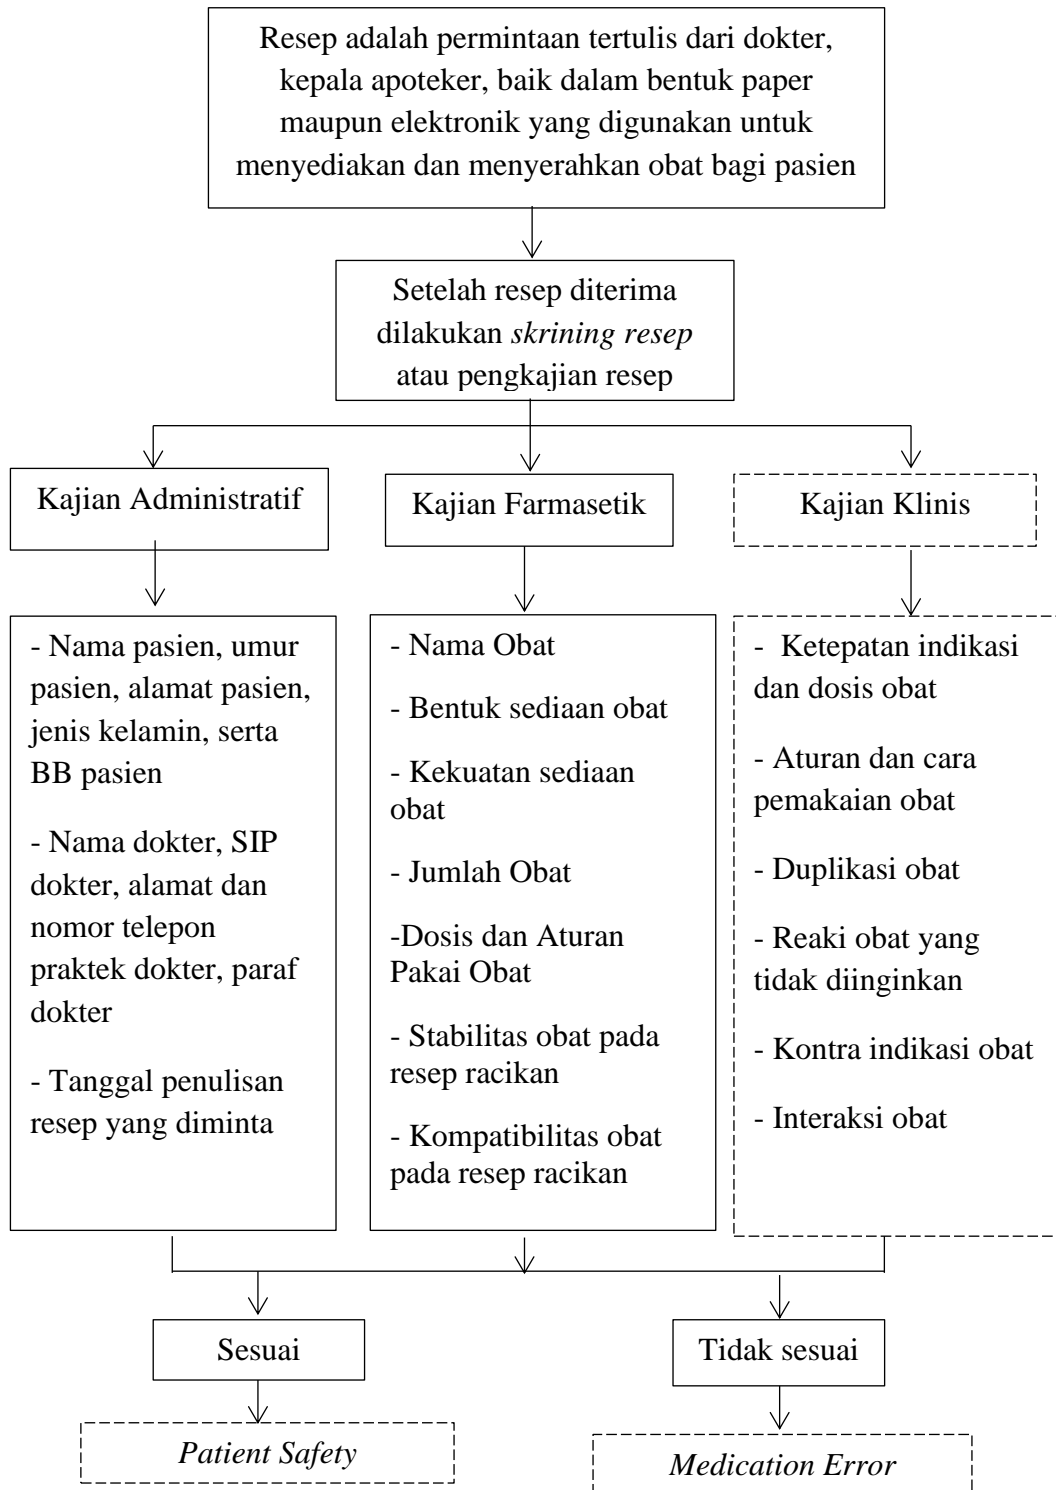 Resep adalah permintaan tertulis dari dokter,
kepala apoteker, baik dalam bentuk paper
maupun elektronik yang digunakan untuk
menyediakan dan menyerahkan obat bagi pasien
Setelah resep diterima
dilakukan skrining resep
atau pengkajian resep
Kajian Administratif
Kajian Farmasetik
Kajian Klinis
- Nama pasien, umur
pasien, alamat pasien,
jenis kelamin, serta
BB pasien
- Nama dokter, SIP
dokter, alamat dan
nomor telepon
praktek dokter, paraf
dokter
- Tanggal penulisan
resep yang diminta
- Nama Obat
- Bentuk sediaan obat
- Kekuatan sediaan
obat
- Jumlah Obat
-Dosis dan Aturan
Pakai Obat
- Stabilitas obat pada
resep racikan
- Kompatibilitas obat
pada resep racikan
- Ketepatan indikasi
dan dosis obat
- Aturan dan cara
pemakaian obat
- Duplikasi obat
- Reaki obat yang
tidak diinginkan
- Kontra indikasi obat
- Interaksi obat
Sesuai
Tidak sesuai
Patient Safety
Medication Error